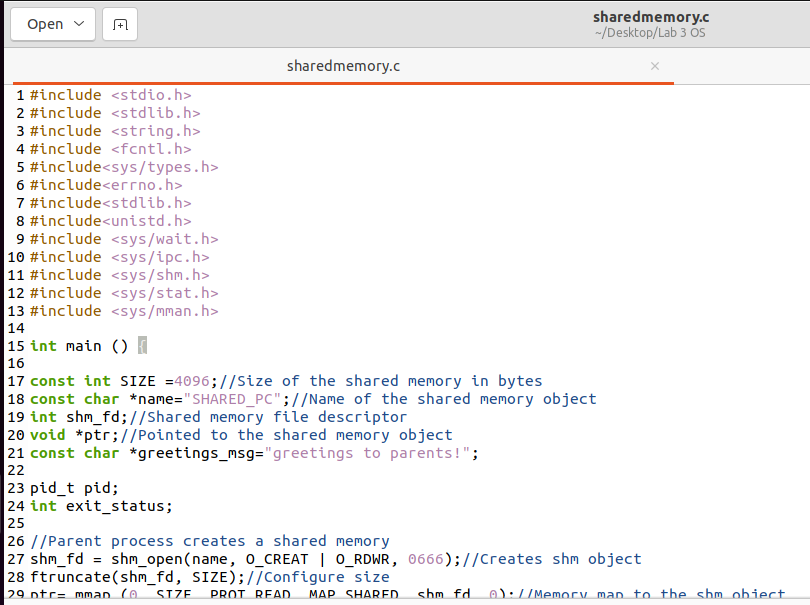 Open
sharedmemory.c
~/Desktop/Lab 3 OS
sharedmemory.c ×
1 #include <stdio.h>
2 #include <stdlib.h>
3 #include <string.h>
4 #include <fcntl.h>
5 #include<sys/types.h>
6 #include<errno.h>
7 #include<stdlib.h>
8 #include<unistd.h>
9 #include <sys/wait.h>
10 #include <sys/ipc.h>
11 #include <sys/shm.h>
12 #include <sys/stat.h>
13 #include <sys/mman.h>
14
15 int main () {
16
17 const int SIZE =4096;//Size of the shared memory in bytes
18 const char *name="SHARED_PC";//Name of the shared memory object
19 int shm_fd;//Shared memory file descriptor
20 void *ptr;//Pointed to the shared memory object
21 const char *greetings_msg="greetings to parents!";
22
23 pid_t pid;
24 int exit_status;
25
26 //Parent process creates a shared memory
27 shm_fd = shm_open(name, O_CREAT | O_RDWR, 0666);//Creates shm object
28 ftruncate(shm_fd, SIZE);//Configure size
29 ptr= mmap (0, SIZE, PROT_READ, MAP_SHARED, shm_fd, 0);//Memory map to the shm object